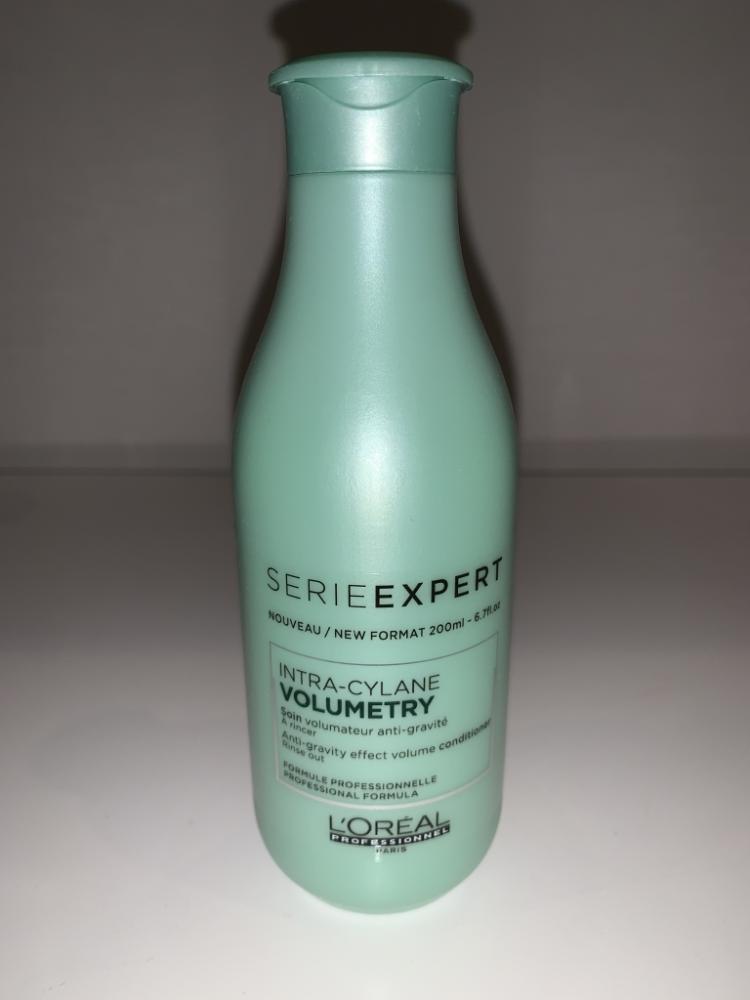 SERIEEXPERT
NOUVEAU / NEW FORMAT 200ml - 6.7fl.oz
INTRA-CYLANE
VOLUMETRY
Soin volumateur anti-gravité
À rincer
Anti-gravity effect volume conditioner
Rinse out
FORMULE PROFESSIONNELLE
PROFESSIONAL FORMULA
L'ORÉAL
PROFESSIONNEL
PARIS